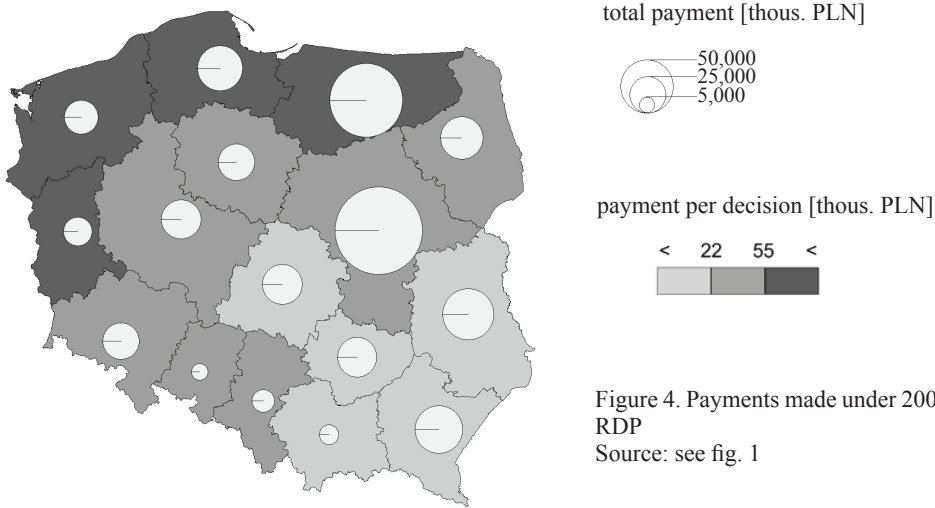 total payment [thous. PLN]
50,000
25,000
5,000
payment per decision [thous. PLN]
< 22 55 <
Figure 4. Payments made under 200
RDP
Source: see fig. 1